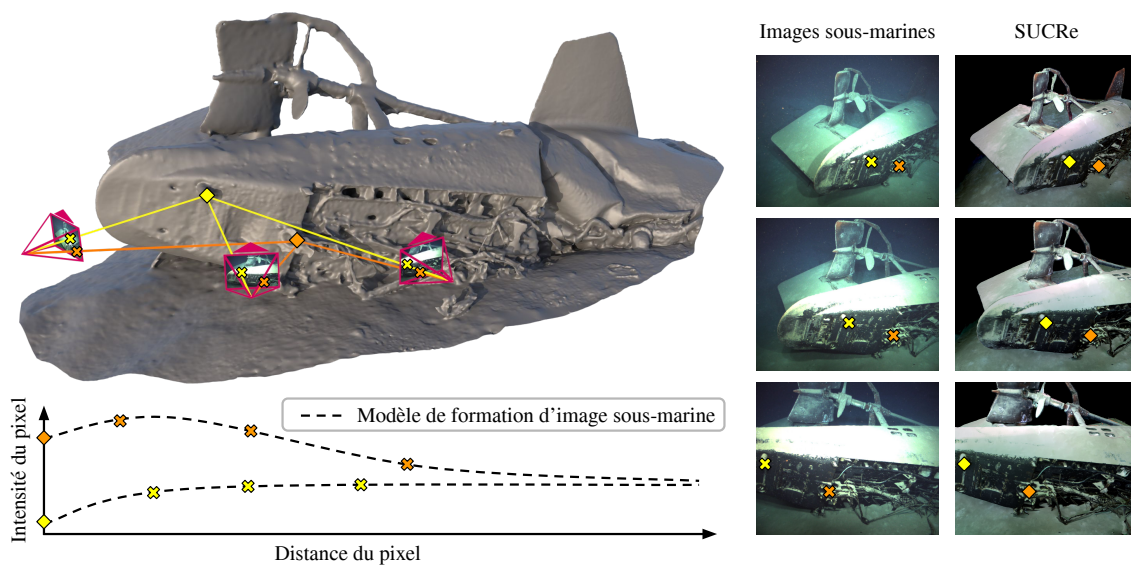 Images sous-marines
SUCRe
Modèle de formation d'image sous-marine
Intensité du pixel
Distance du pixel